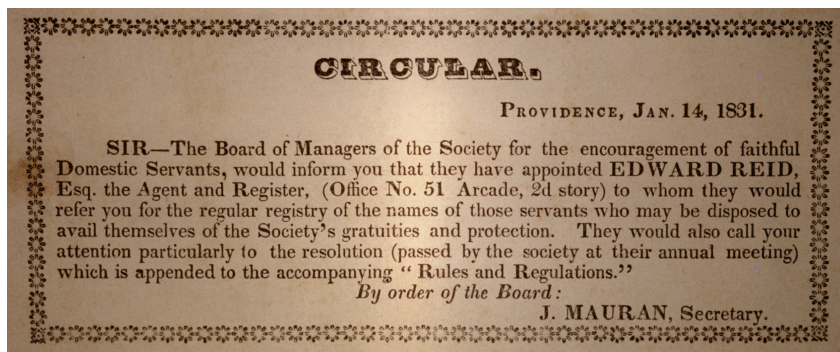 CIRCULAR.
PROVIDENCE, JAN. 14, 1831.
SIR—The Board of Managers of the Society for the encouragement of faithful
Domestic Servants, would inform you that they have appointed EDWARD REID,
Esq. the Agent and Register, (Office No. 51 Arcade, 2d story) to whom they would
refer you for the regular registry of the names of those servants who may be disposed to
avail themselves of the Society's gratuities and protection. They would also call your
attention particularly to the resolution (passed by the society at their annual meeting)
which is appended to the accompanying “ Rules and Regulations.”
By order of the Board:
J. MAURAN, Secretary.